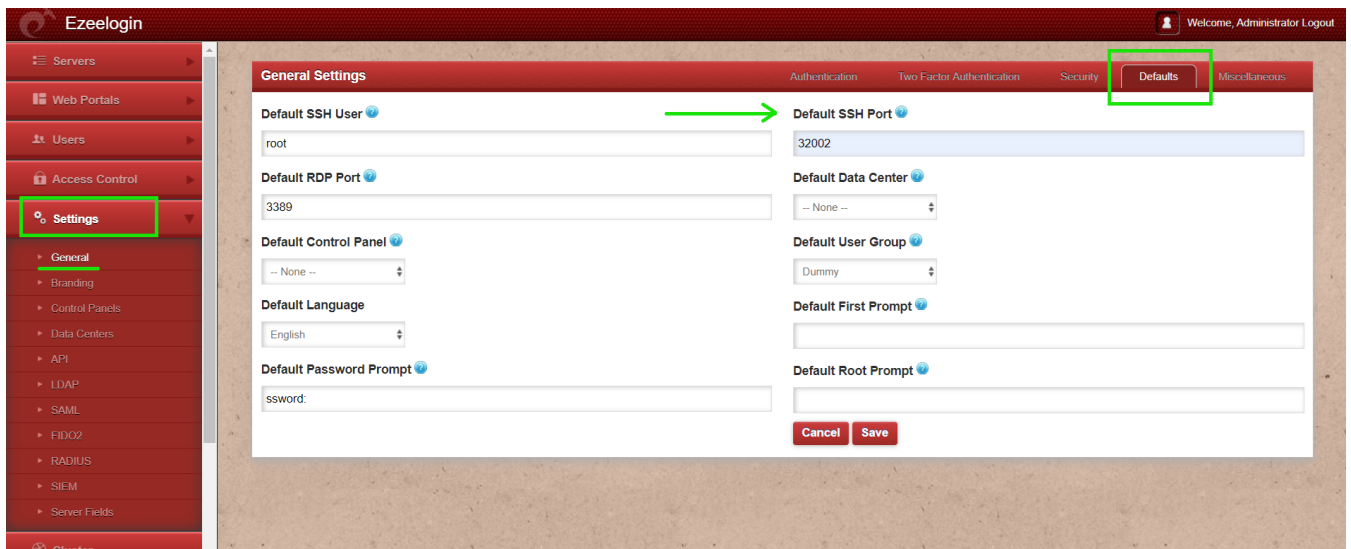 Ezeelogin
Welcome, Administrator Logout
Servers
Web Portals
Users
Access Control
Settings
General
Branding
Control Panels
Data Centers
API
LDAP
SAML
FIDO2
RADIUS
SIEM
Server Fields
Cluster
General Settings
Authentication
Two Factor Authentication
Security
Defaults
Miscellaneous
Default SSH User
root
Default SSH Port
32002
Default RDP Port
3389
Default Data Center
-- None --
Default Control Panel
-- None --
Default User Group
Dummy
Default Language
English
Default First Prompt
Default Password Prompt
ssword:
Default Root Prompt
Cancel
Save